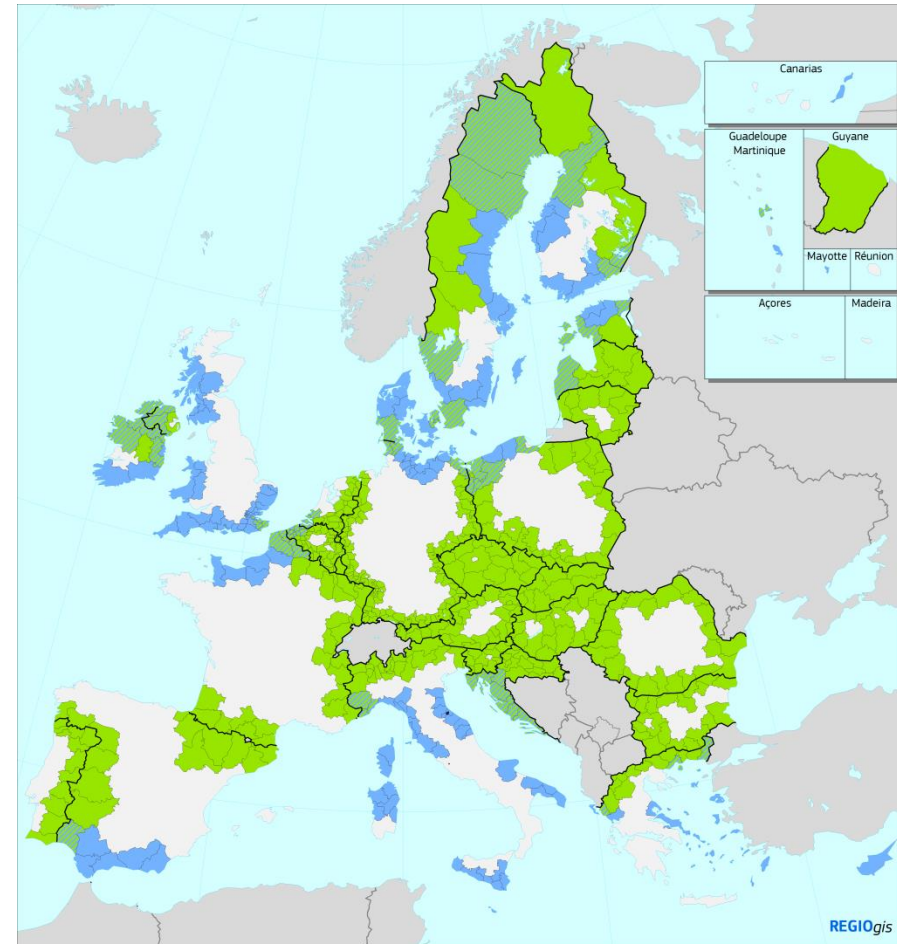 Canarias
Guadeloupe
Martinique
Guyane
Mayotte
Réunion
Açores
Madeira
REGIOgis